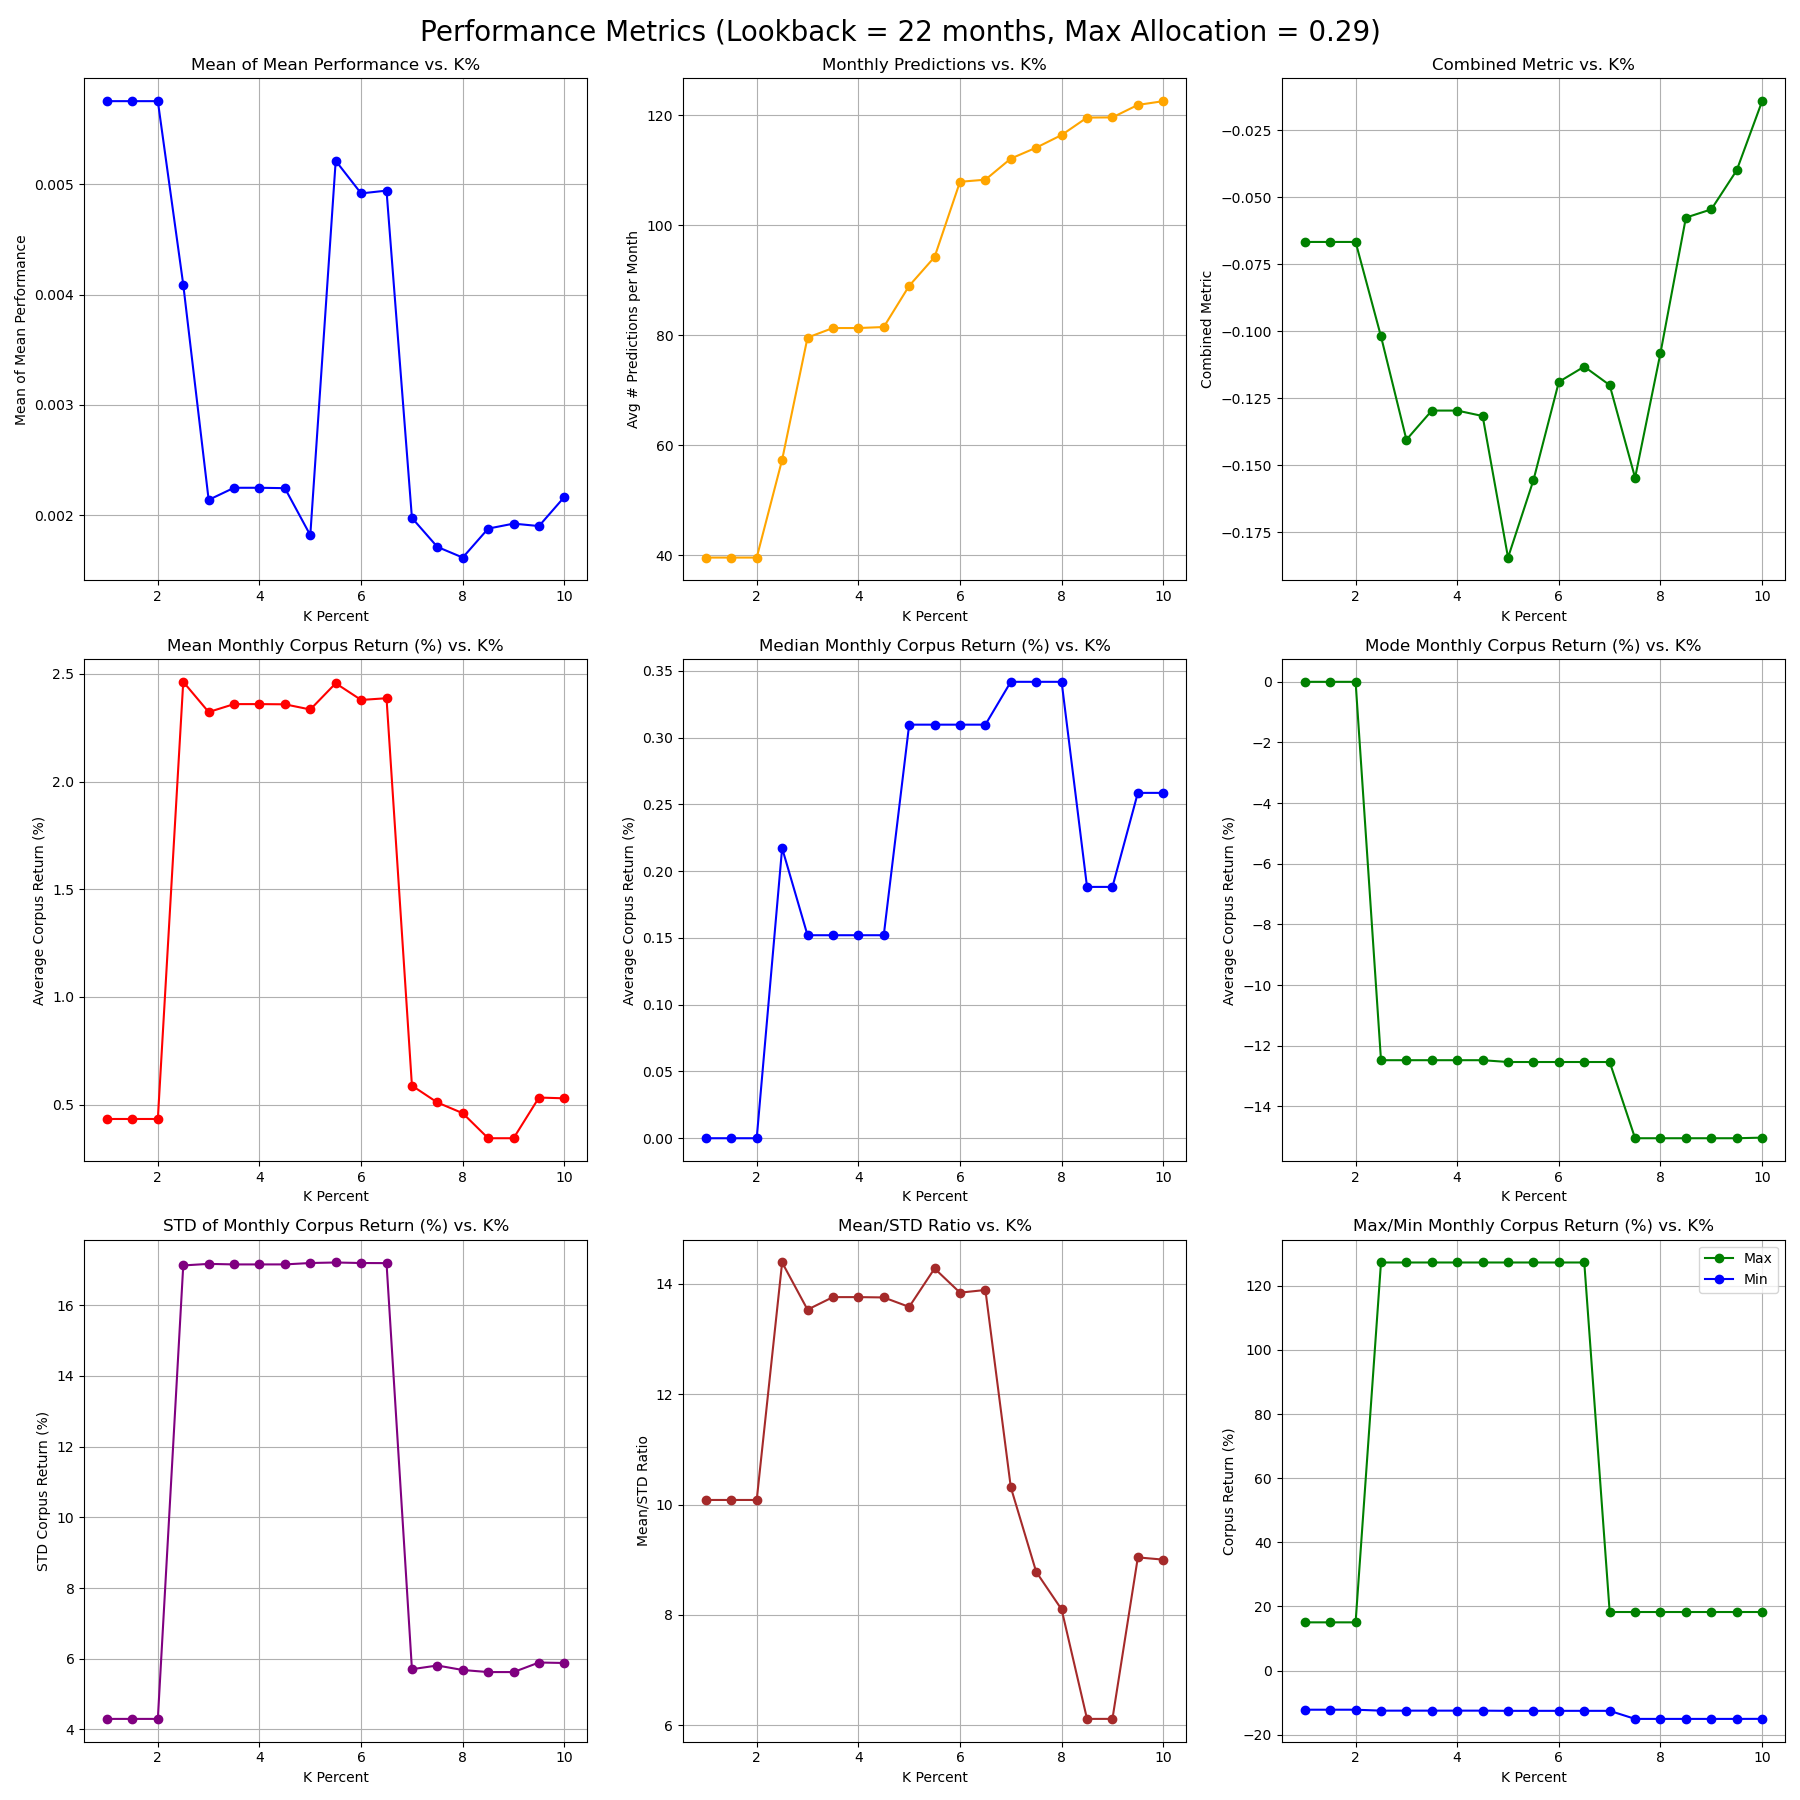 Performance Metrics (Lookback = 22 months, Max Allocation = 0.29)
Mean of Mean Performance vs. K%
Mean of Mean Performance
0.005
0.004
0.003
0.002
2 4 6 8 10
K Percent
Monthly Predictions vs. K%
Avg # Predictions per Month
120
100
80
60
40
2 4 6 8 10
K Percent
Combined Metric vs. K%
Combined Metric
−0.025
−0.050
−0.075
−0.100
−0.125
−0.150
−0.175
2 4 6 8 10
K Percent
Mean Monthly Corpus Return (%) vs. K%
Average Corpus Return (%)
2.5
2.0
1.5
1.0
0.5
2 4 6 8 10
K Percent
Median Monthly Corpus Return (%) vs. K%
Average Corpus Return (%)
0.35
0.30
0.25
0.20
0.15
0.10
0.05
0.00
2 4 6 8 10
K Percent
Mode Monthly Corpus Return (%) vs. K%
Average Corpus Return (%)
0
−2
−4
−6
−8
−10
−12
−14
2 4 6 8 10
K Percent
STD of Monthly Corpus Return (%) vs. K%
STD Corpus Return (%)
16
14
12
10
8
6
4
2 4 6 8 10
K Percent
Mean/STD Ratio vs. K%
Mean/STD Ratio
14
12
10
8
6
2 4 6 8 10
K Percent
Max/Min Monthly Corpus Return (%) vs. K%
Corpus Return (%)
Max
Min
120
100
80
60
40
20
0
−20
2 4 6 8 10
K Percent